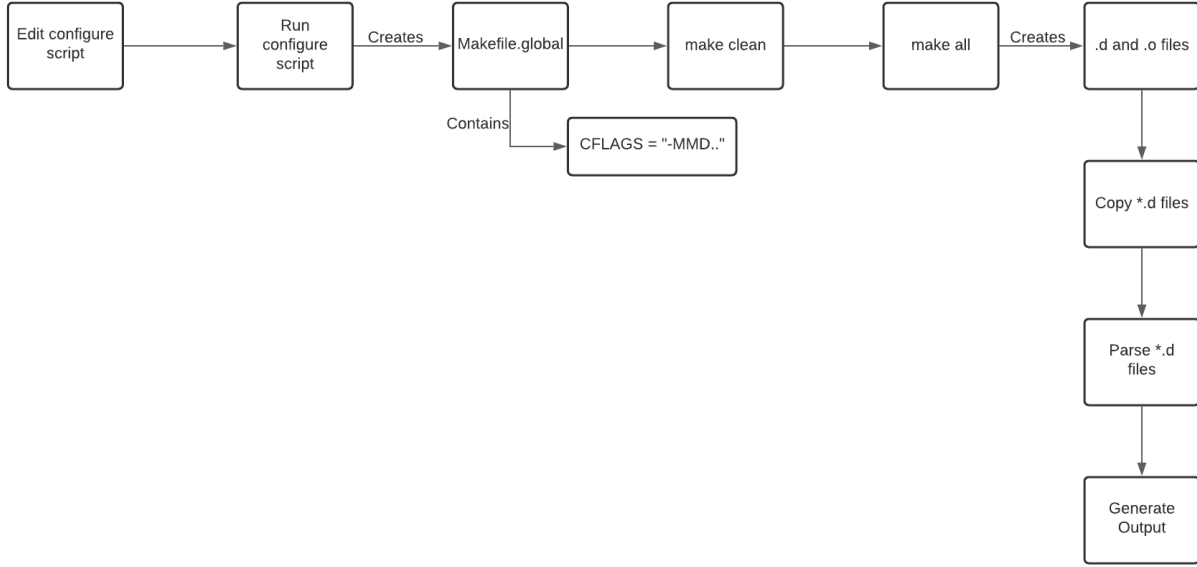 Edit configure
script
Run
configure
script
Creates
Makefile.global
make clean
make all
Creates
.d and .o files
Contains
CFLAGS = "-MMD.."
Copy *.d files
Parse *.d
files
Generate
Output